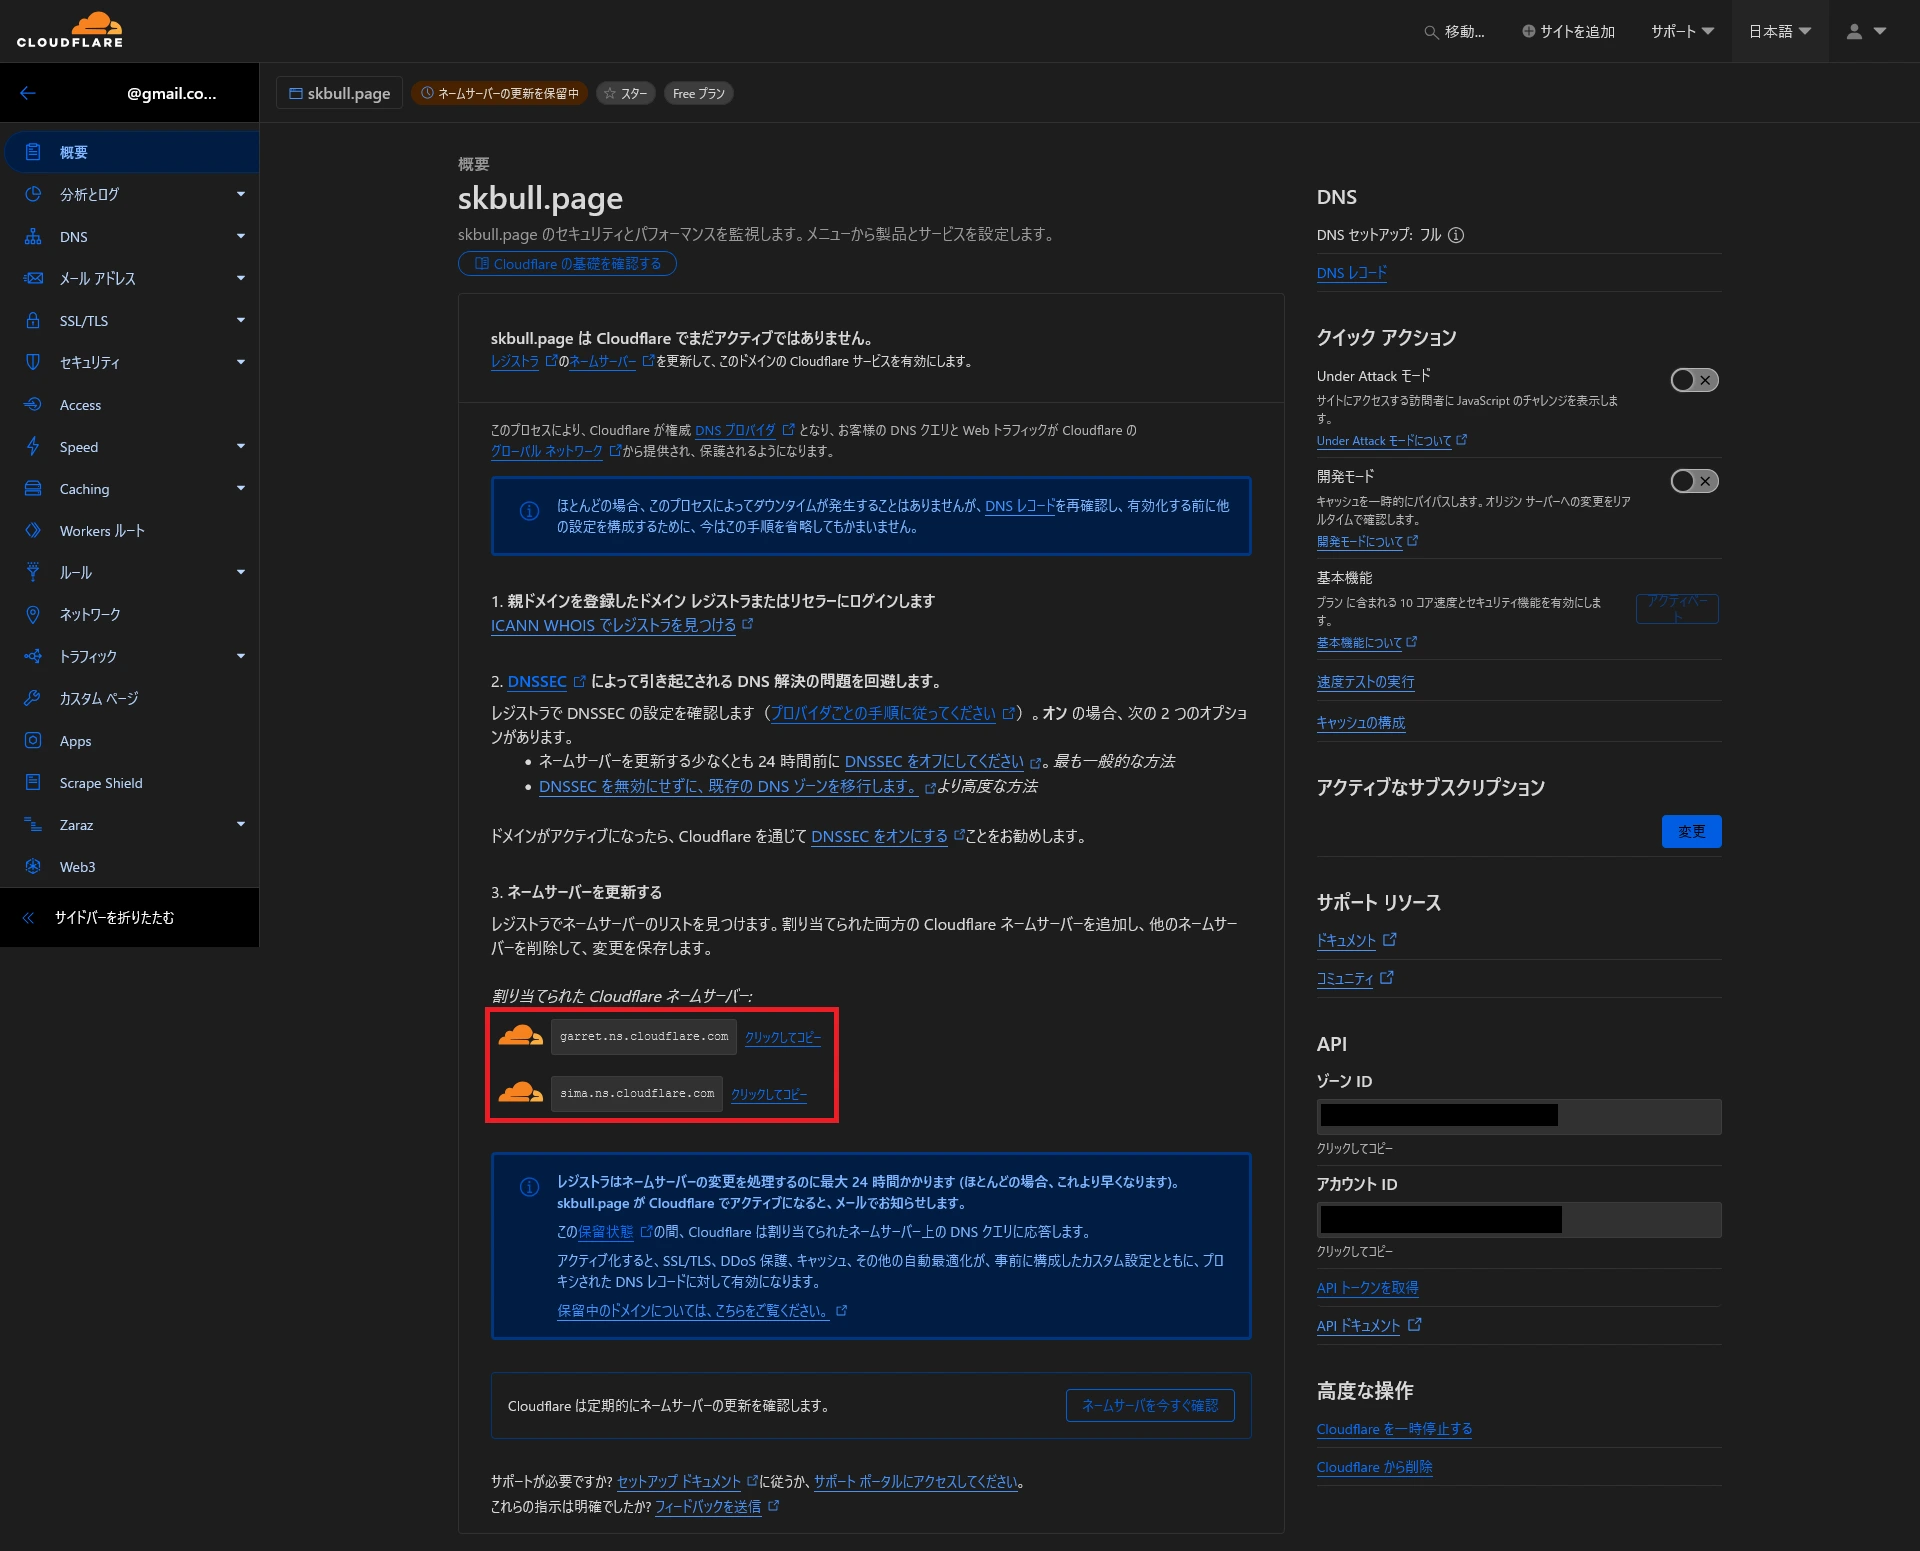 CLOUDFLARE
移動...
サイトを追加
サポート
日本語
@gmail.co...
skbull.page
ネームサーバーの更新を保留中
スター
Free プラン
概要
分析とログ
DNS
メール アドレス
SSL/TLS
セキュリティ
Access
Speed
Caching
Workers ルート
ルール
ネットワーク
トラフィック
カスタム ページ
Apps
Scrape Shield
Zaraz
Web3
サイドバーを折りたたむ
概要
skbull.page
skbull.page のセキュリティとパフォーマンスを監視します。メニューから製品とサービスを設定します。
Cloudflare の基礎を確認する
skbull.page は Cloudflare でまだアクティブではありません。
レジストラ のネームサーバー を更新して、このドメインの Cloudflare サービスを有効にします。
このプロセスにより、Cloudflare が権威 DNS プロバイダ となり、お客様の DNS クエリと Web トラフィックが Cloudflare の
グローバル ネットワーク から提供され、保護されるようになります。
ほとんどの場合、このプロセスによってダウンタイムが発生することはありませんが、DNS レコードを再確認し、有効化する前に他
の設定を構成するために、今はこの手順を省略してもかまいません。
1. 親ドメインを登録したドメイン レジストラまたはリセラーにログインします
ICANN WHOIS でレジストラを見つける
2. DNSSEC によって引き起こされる DNS 解決の問題を回避します。
レジストラで DNSSEC の設定を確認します（プロバイダごとの手順に従ってください ）。オン の場合、次の 2 つのオプショ
ンがあります。
• ネームサーバーを更新する少なくとも 24 時間前に DNSSEC をオフにしてください 。最も一般的な方法
• DNSSEC を無効にせずに、既存の DNS ゾーンを移行します。 より高度な方法
ドメインがアクティブになったら、Cloudflare を通じて DNSSEC をオンにする ことをお勧めします。
3. ネームサーバーを更新する
レジストラでネームサーバーのリストを見つけます。割り当てられた両方の Cloudflare ネームサーバーを追加し、他のネームサー
バーを削除して、変更を保存します。
割り当てられた Cloudflare ネームサーバー:
garret.ns.cloudflare.com クリックしてコピー
sima.ns.cloudflare.com クリックしてコピー
レジストラはネームサーバーの変更を処理するのに最大 24 時間かかります (ほとんどの場合、これより早くなります)。
skbull.page が Cloudflare でアクティブになると、メールでお知らせします。
この保留状態 の間、Cloudflare は割り当てられたネームサーバー上の DNS クエリに応答します。
アクティブ化すると、SSL/TLS、DDoS 保護、キャッシュ、その他の自動最適化が、事前に構成したカスタム設定とともに、プロ
キシされた DNS レコードに対して有効になります。
保留中のドメインについては、こちらをご覧ください。
Cloudflare は定期的にネームサーバーの更新を確認します。
ネームサーバを今すぐ確認
サポートが必要ですか? セットアップ ドキュメント に従うか、サポート ポータルにアクセスしてください。
これらの指示は明確でしたか? フィードバックを送信
DNS
DNS セットアップ: フル
DNS レコード
クイック アクション
Under Attack モード
サイトにアクセスする訪問者に JavaScript のチャレンジを表示しま
す。
Under Attack モードについて
開発モード
キャッシュを一時的にバイパスします。オリジン サーバーへの変更をリア
ルタイムで確認します。
開発モードについて
基本機能
プラン に含まれる 10 コア速度とセキュリティ機能を有効にしま
す。
アクティベー
ト
基本機能について
速度テストの実行
キャッシュの構成
アクティブなサブスクリプション
変更
サポート リソース
ドキュメント
コミュニティ
API
ゾーン ID
クリックしてコピー
アカウント ID
クリックしてコピー
API トークンを取得
API ドキュメント
高度な操作
Cloudflare を一時停止する
Cloudflare から削除